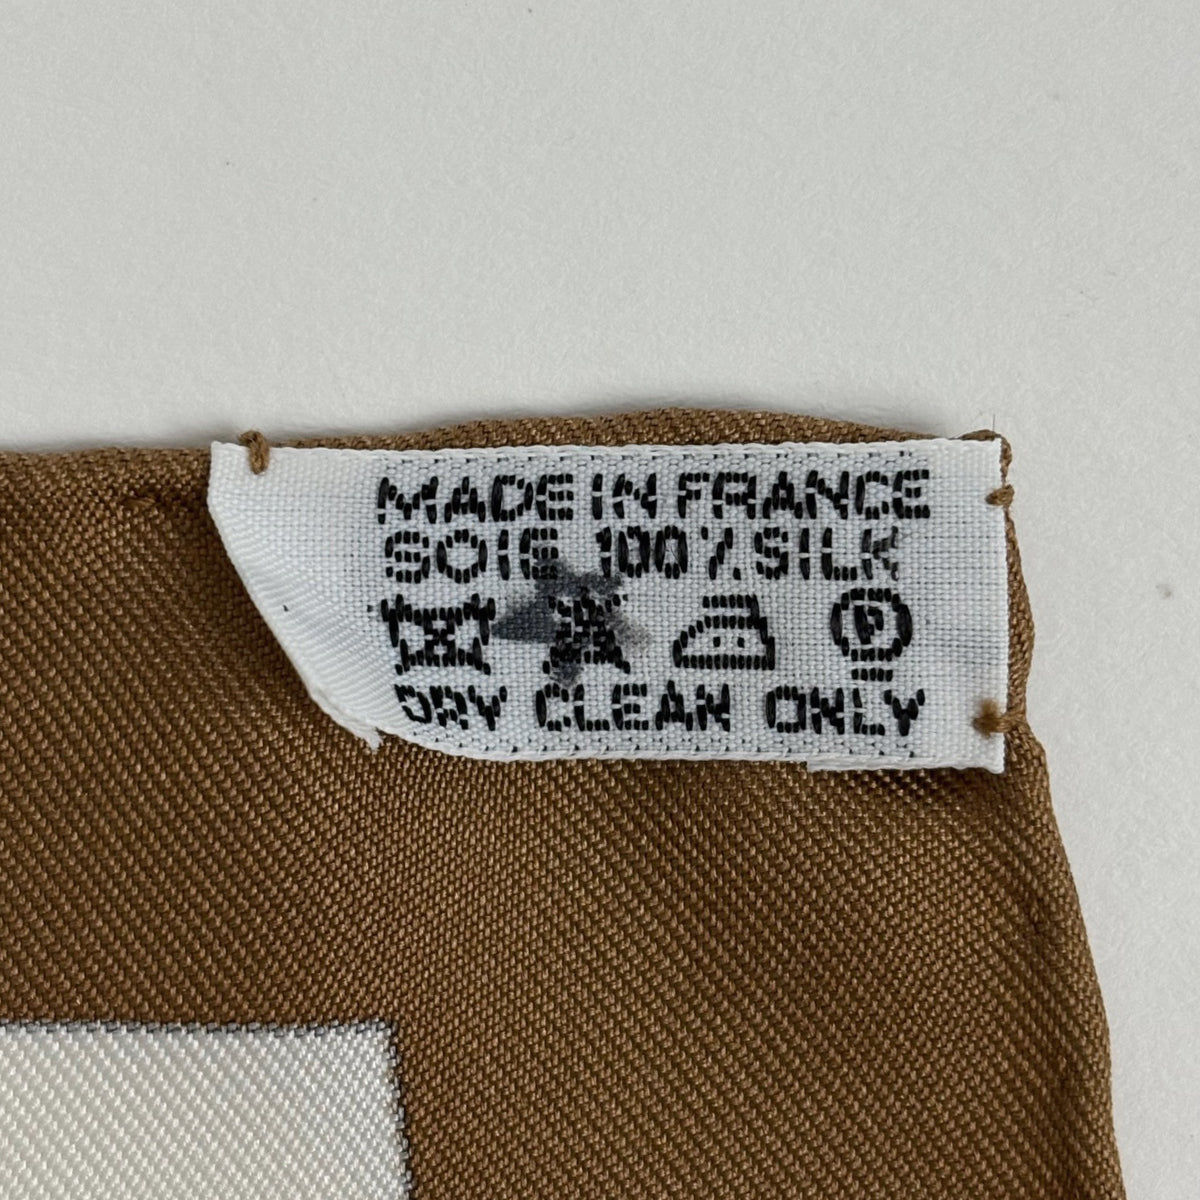 MADE IN FRANCE
SOIE 100% SILK
P
DRY CLEAN ONLY